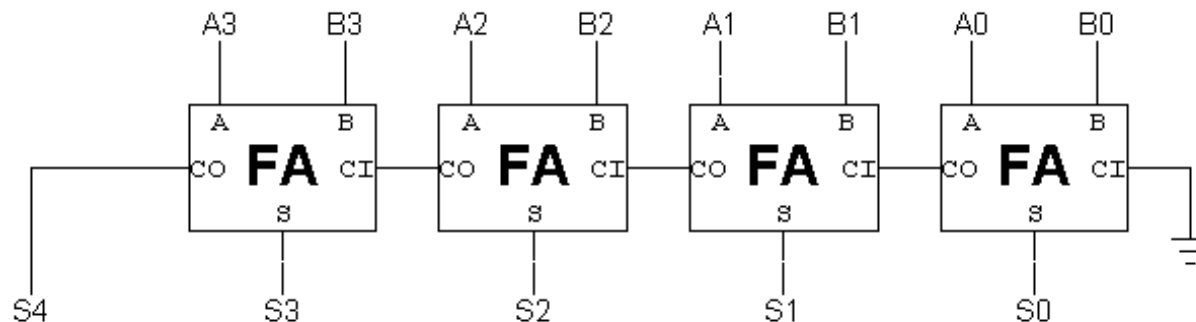 A3 B3 A2 B2 A1 B1 A0 B0
A B A B A B A B
CO FA CI CO FA CI CO FA CI CO FA CI
S S S S
S4 S3 S2 S1 S0